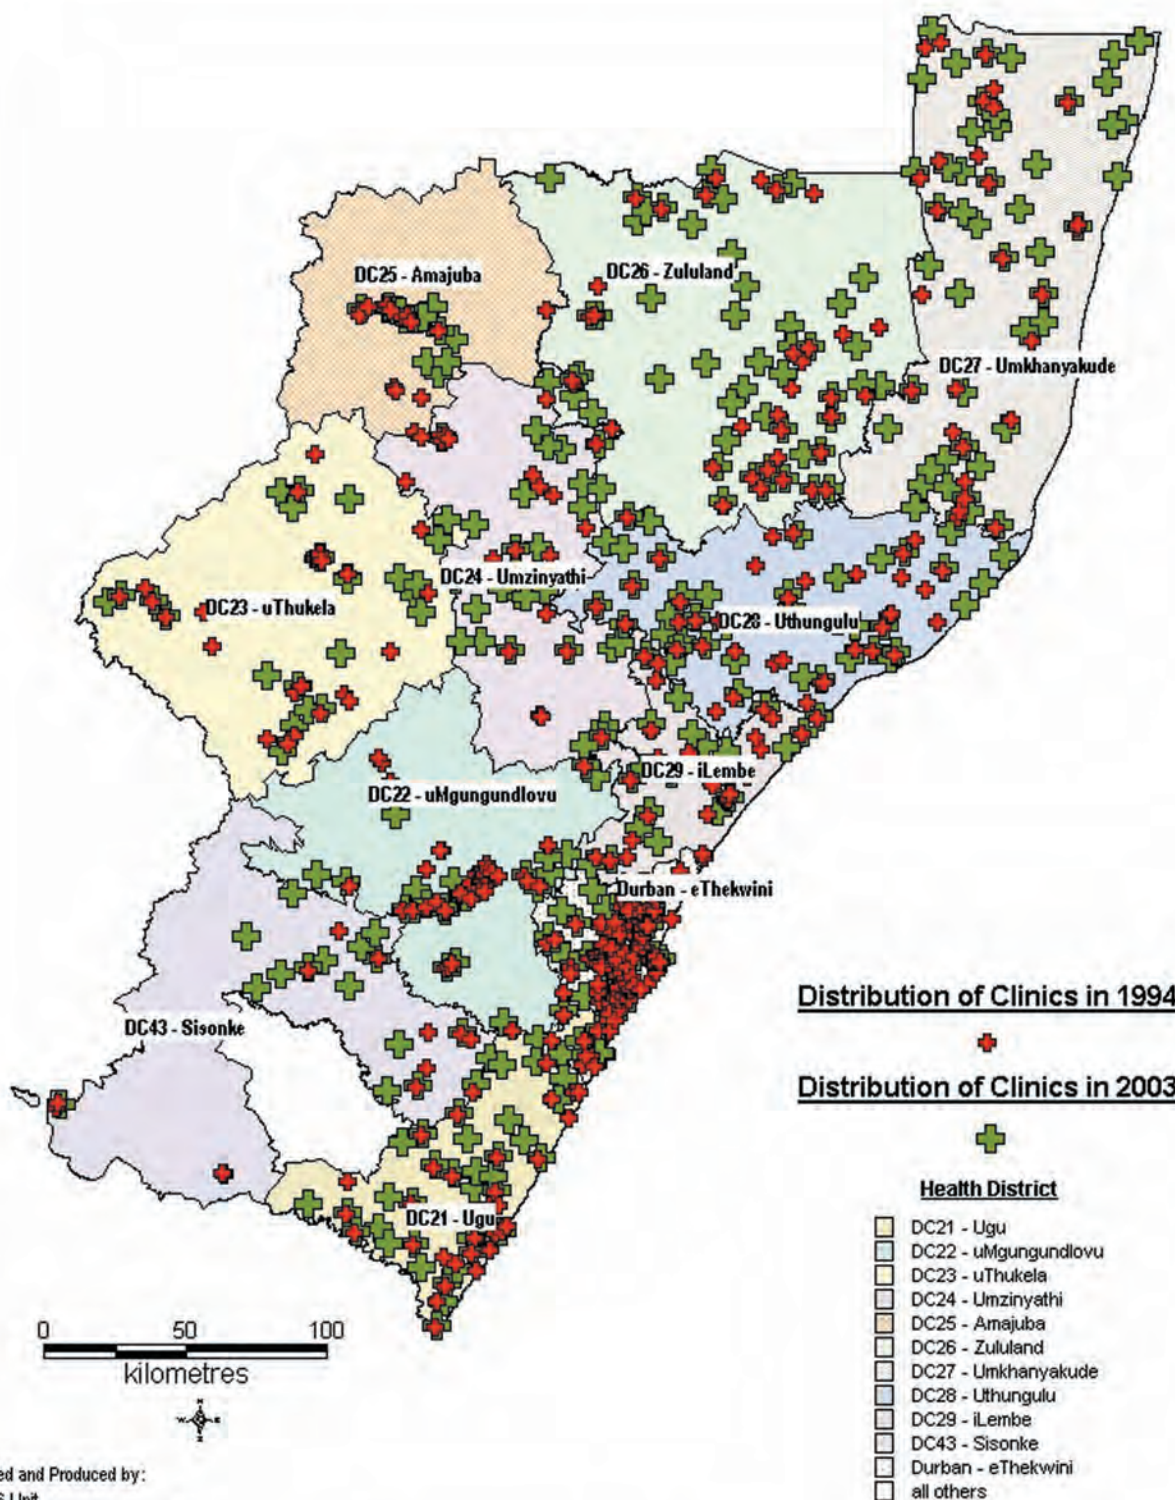 DC25 - Amajuba
DC26 - Zululand
DC27 - Umkhanyakude
DC24 - Umzinyathi
DC23 - uThukela
DC28 - Uthungulu
DC29 - iLembe
DC22 - uMgungundlovu
Durban - eThekwini
DC43 - Sisonke
DC21 - Ugu
Distribution of Clinics in 1994
Distribution of Clinics in 2003
Health District
DC21 - Ugu
DC22 - uMgungundlovu
DC23 - uThukela
DC24 - Umzinyathi
DC25 - Amajuba
DC26 - Zululand
DC27 - Umkhanyakude
DC28 - Uthungulu
DC29 - iLembe
DC43 - Sisonke
Durban - eThekwini
all others
0 50 100
kilometres
N
W E
S
ed and Produced by:
Unit